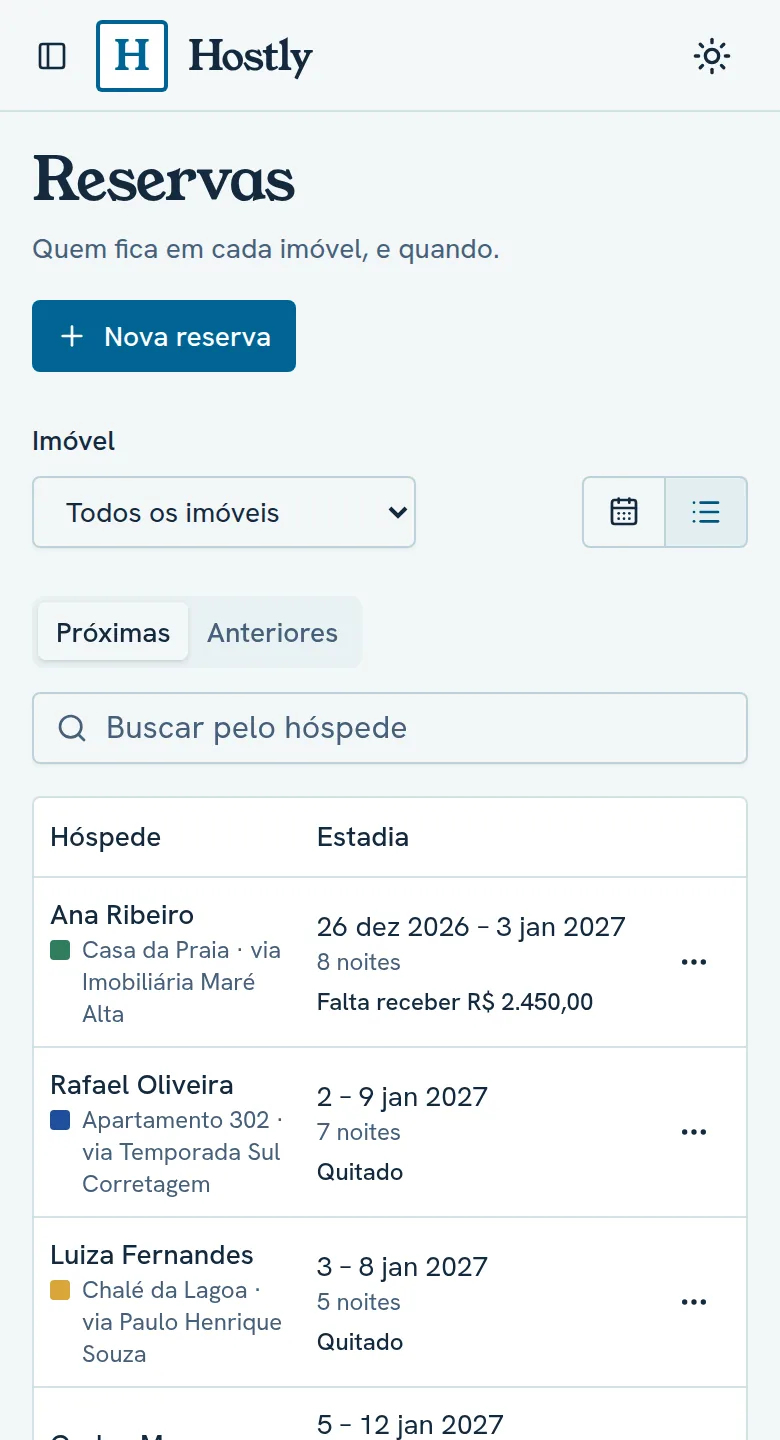 H Hostly
Reservas
Quem fica em cada imóvel, e quando.
Nova reserva
Imóvel
Todos os imóveis
Próximas Anteriores
Buscar pelo hóspede
Hóspede Estadia
Ana Ribeiro
Casa da Praia · via
Imobiliária Maré
Alta
26 dez 2026 – 3 jan 2027
8 noites
Falta receber R$ 2.450,00
Rafael Oliveira
Apartamento 302 ·
via Temporada Sul
Corretagem
2 – 9 jan 2027
7 noites
Quitado
Luiza Fernandes
Chalé da Lagoa ·
via Paulo Henrique
Souza
3 – 8 jan 2027
5 noites
Quitado
5 – 12 jan 2027